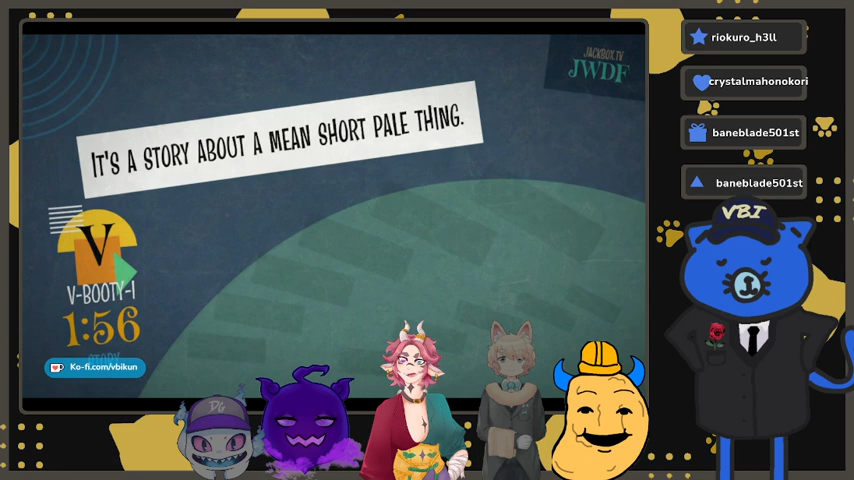 JACKBOX.TV
JWDF
IT'S A STORY ABOUT A MEAN SHORT PALE THING.
V
V-BOOTY-I
1:56
STORY
Ko-fi.com/vbikun
riokuro_h3ll
crystalmahonokori
baneblade501st
baneblade501st
VBI
DG